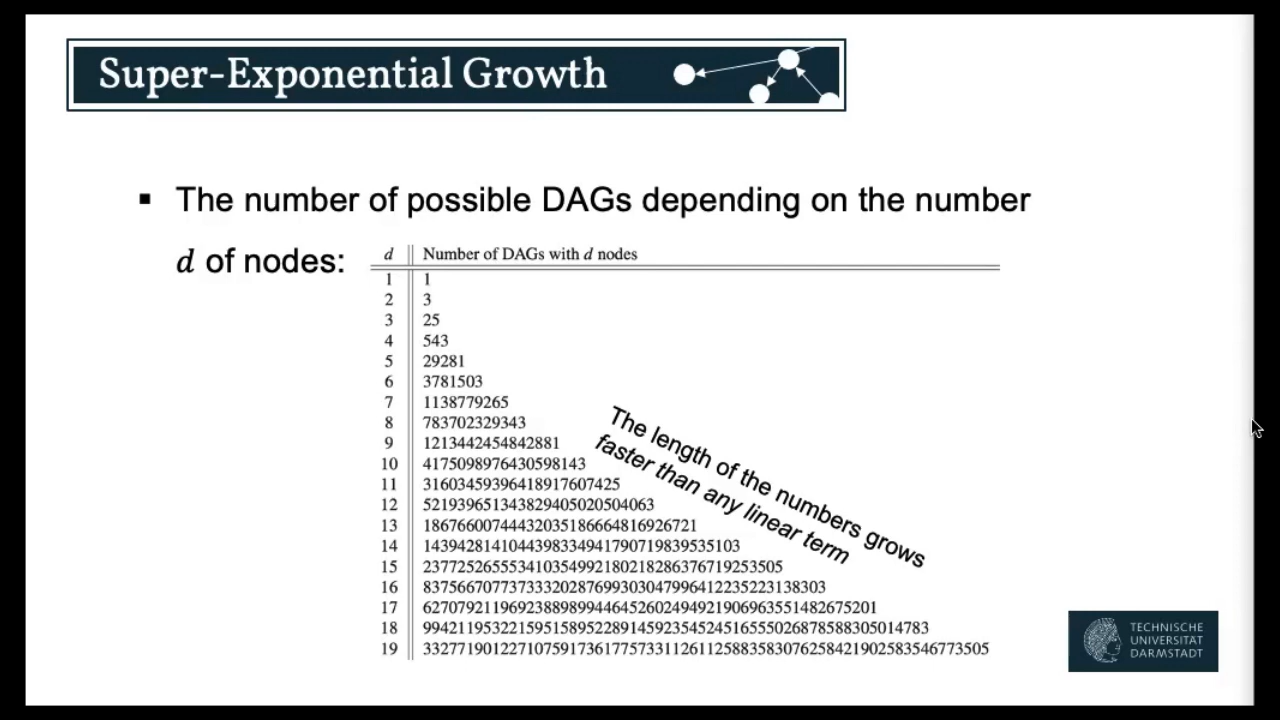 Super-Exponential Growth
▪ The number of possible DAGs depending on the number
d of nodes:
d Number of DAGs with d nodes
1 1
2 3
3 25
4 543
5 29281
6 3781503
7 1138779265
8 783702329343
9 1213442454842881
10 4175098976430598143
11 31603459396418917607425
12 521939651343829405020504063
13 18676600744432035186664816926721
14 1439428141044398334941790719839535103
15 237725265553410354992180218286376719253505
16 83756670773733320287699303047996412235223138303
17 62707921196923889899446452602494921906963551482675201
18 99421195322159515895228914592354524516555026878588305014783
19 332771901227107591736177573311261125883583076258421902583546773505
The length of the numbers grows
faster than any linear term
TECHNISCHE
UNIVERSITÄT
DARMSTADT